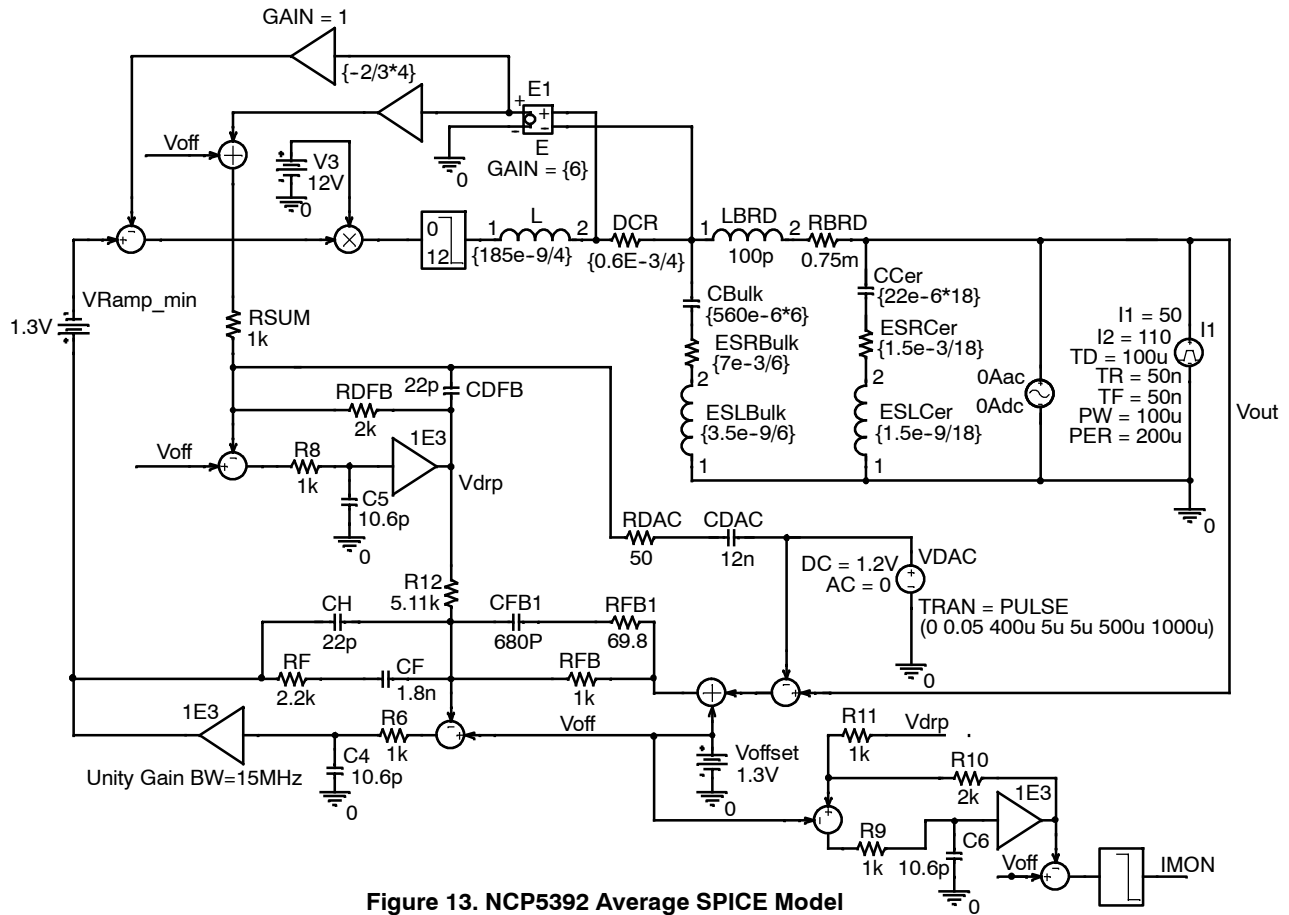 GAIN = 1
{-2/3*4}
E1
+
+
-
-
E
GAIN = {6}
0
Voff
+
V3
12V
+
0
+
-
×
0
12
1
L
2
{185e-9/4}
DCR
{0.6E-3/4}
1
LBRD
2
100p
RBRD
0.75m
VRamp_min
1.3V
+
RSUM
1k
CBulk
{560e-6*6}
ESRBulk
{7e-3/6}
2
ESLBulk
{3.5e-9/6}
1
CCer
{22e-6*18}
ESRCer
{1.5e-3/18}
2
ESLCer
{1.5e-9/18}
1
0Aac
0Adc
I1 = 50
I2 = 110
TD = 100u
TR = 50n
TF = 50n
PW = 100u
PER = 200u
I1
Vout
0
22p
CDFB
RDFB
2k
Voff
+
-
R8
1k
1E3
C5
10.6p
0
Vdrp
RDAC
50
CDAC
12n
DC = 1.2V
AC = 0
VDAC
+
-
TRAN = PULSE
(0 0.05 400u 5u 5u 500u 1000u)
0
R12
5.11k
CH
22p
CFB1
680P
RFB1
69.8
RF
2.2k
CF
1.8n
RFB
1k
+
-
+
1E3
R6
1k
-
+
Voff
C4
10.6p
0
Unity Gain BW=15MHz
+
Voffset
1.3V
0
R11
1k
Vdrp
R10
2k
+
-
1E3
R9
1k
C6
10.6p
0
Voff
+
-
IMON
Figure 13. NCP5392 Average SPICE Model